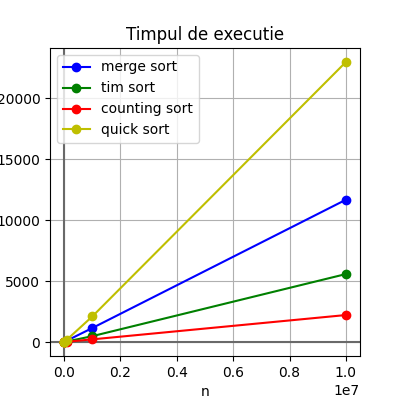 Timpul de executie
merge sort
tim sort
counting sort
quick sort
20000
15000
10000
5000
0
0.0 0.2 0.4 0.6 0.8 1.0
1e7
n